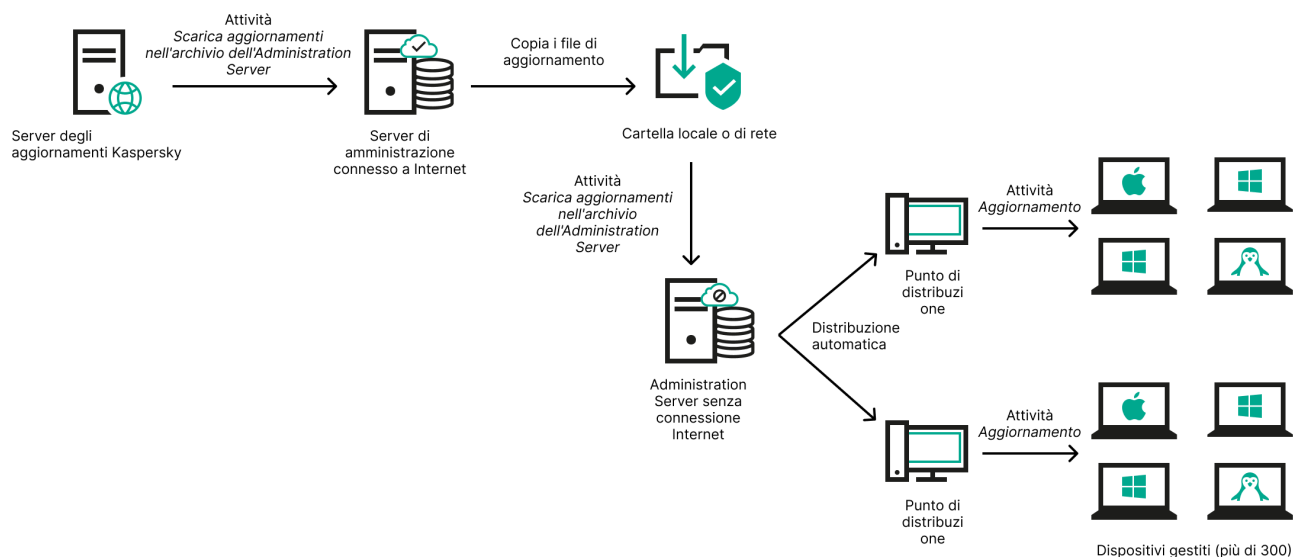 Attività
Scarica aggiornamenti
nell'archivio dell'Administration
Server
Copia i file di
aggiornamento
Server degli
aggiornamenti Kaspersky
Server di
amministrazione
connesso a Internet
Cartella locale o di rete
Attività
Scarica aggiornamenti
nell'archivio
dell'Administration
Server
Attività
Aggiornamento
Punto di
distribuzi
one
Distribuzione
automatica
Administration
Server senza
connessione
Internet
Attività
Aggiornamento
Punto di
distribuzi
one
Dispositivi gestiti (più di 300)